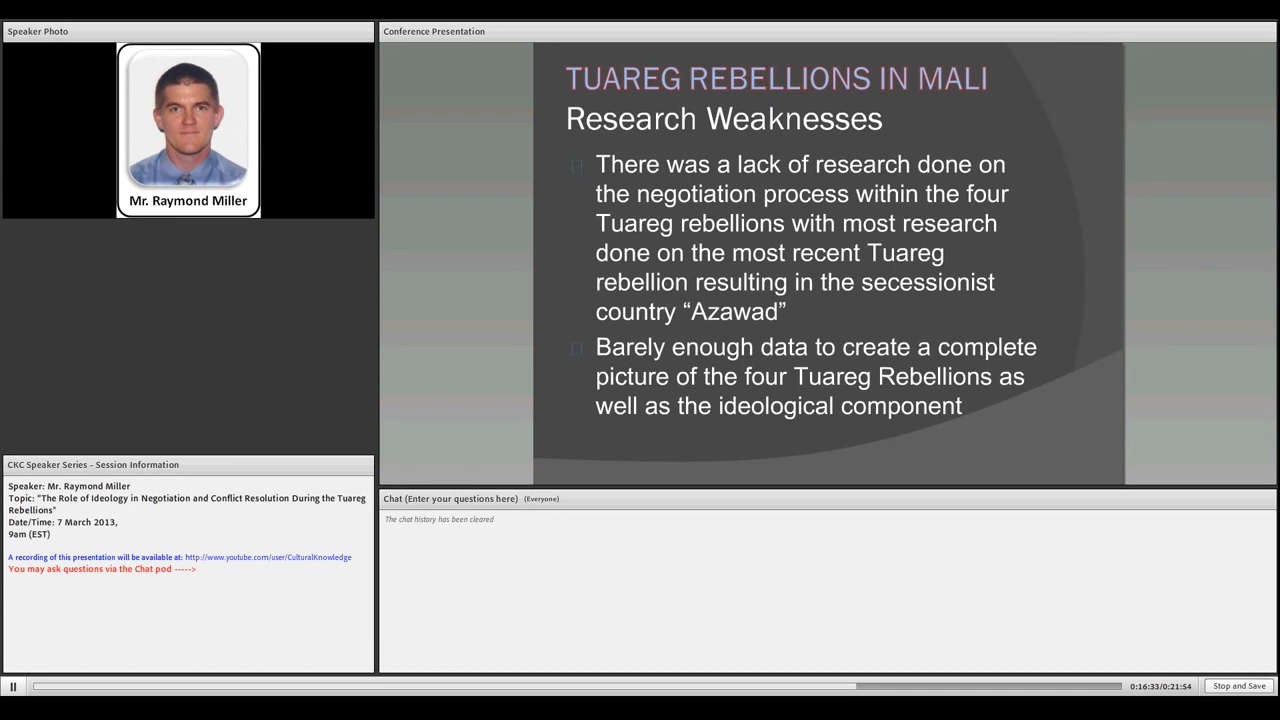 Speaker Photo
Mr. Raymond Miller
Conference Presentation
TUAREG REBELLIONS IN MALI
Research Weaknesses
There was a lack of research done on
the negotiation process within the four
Tuareg rebellions with most research
done on the most recent Tuareg
rebellion resulting in the secessionist
country “Azawad”
Barely enough data to create a complete
picture of the four Tuareg Rebellions as
well as the ideological component
CKC Speaker Series - Session Information
Speaker: Mr. Raymond Miller
Topic: "The Role of Ideology in Negotiation and Conflict Resolution During the Tuareg
Rebellions"
Date/Time: 7 March 2013,
9am (EST)
A recording of this presentation will be available at: http://www.youtube.com/user/CulturalKnowledge
You may ask questions via the Chat pod ----->
Chat (Enter your questions here) (Everyone)
The chat history has been cleared
0:16:33/0:21:54
Stop and Save